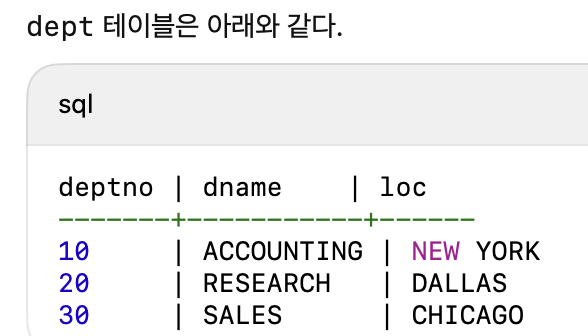 dept 테이블은 아래와 같다.
sql
deptno | dname    | loc
-------+-----------+------
10     | ACCOUNTING | NEW YORK
20     | RESEARCH   | DALLAS
30     | SALES      | CHICAGO